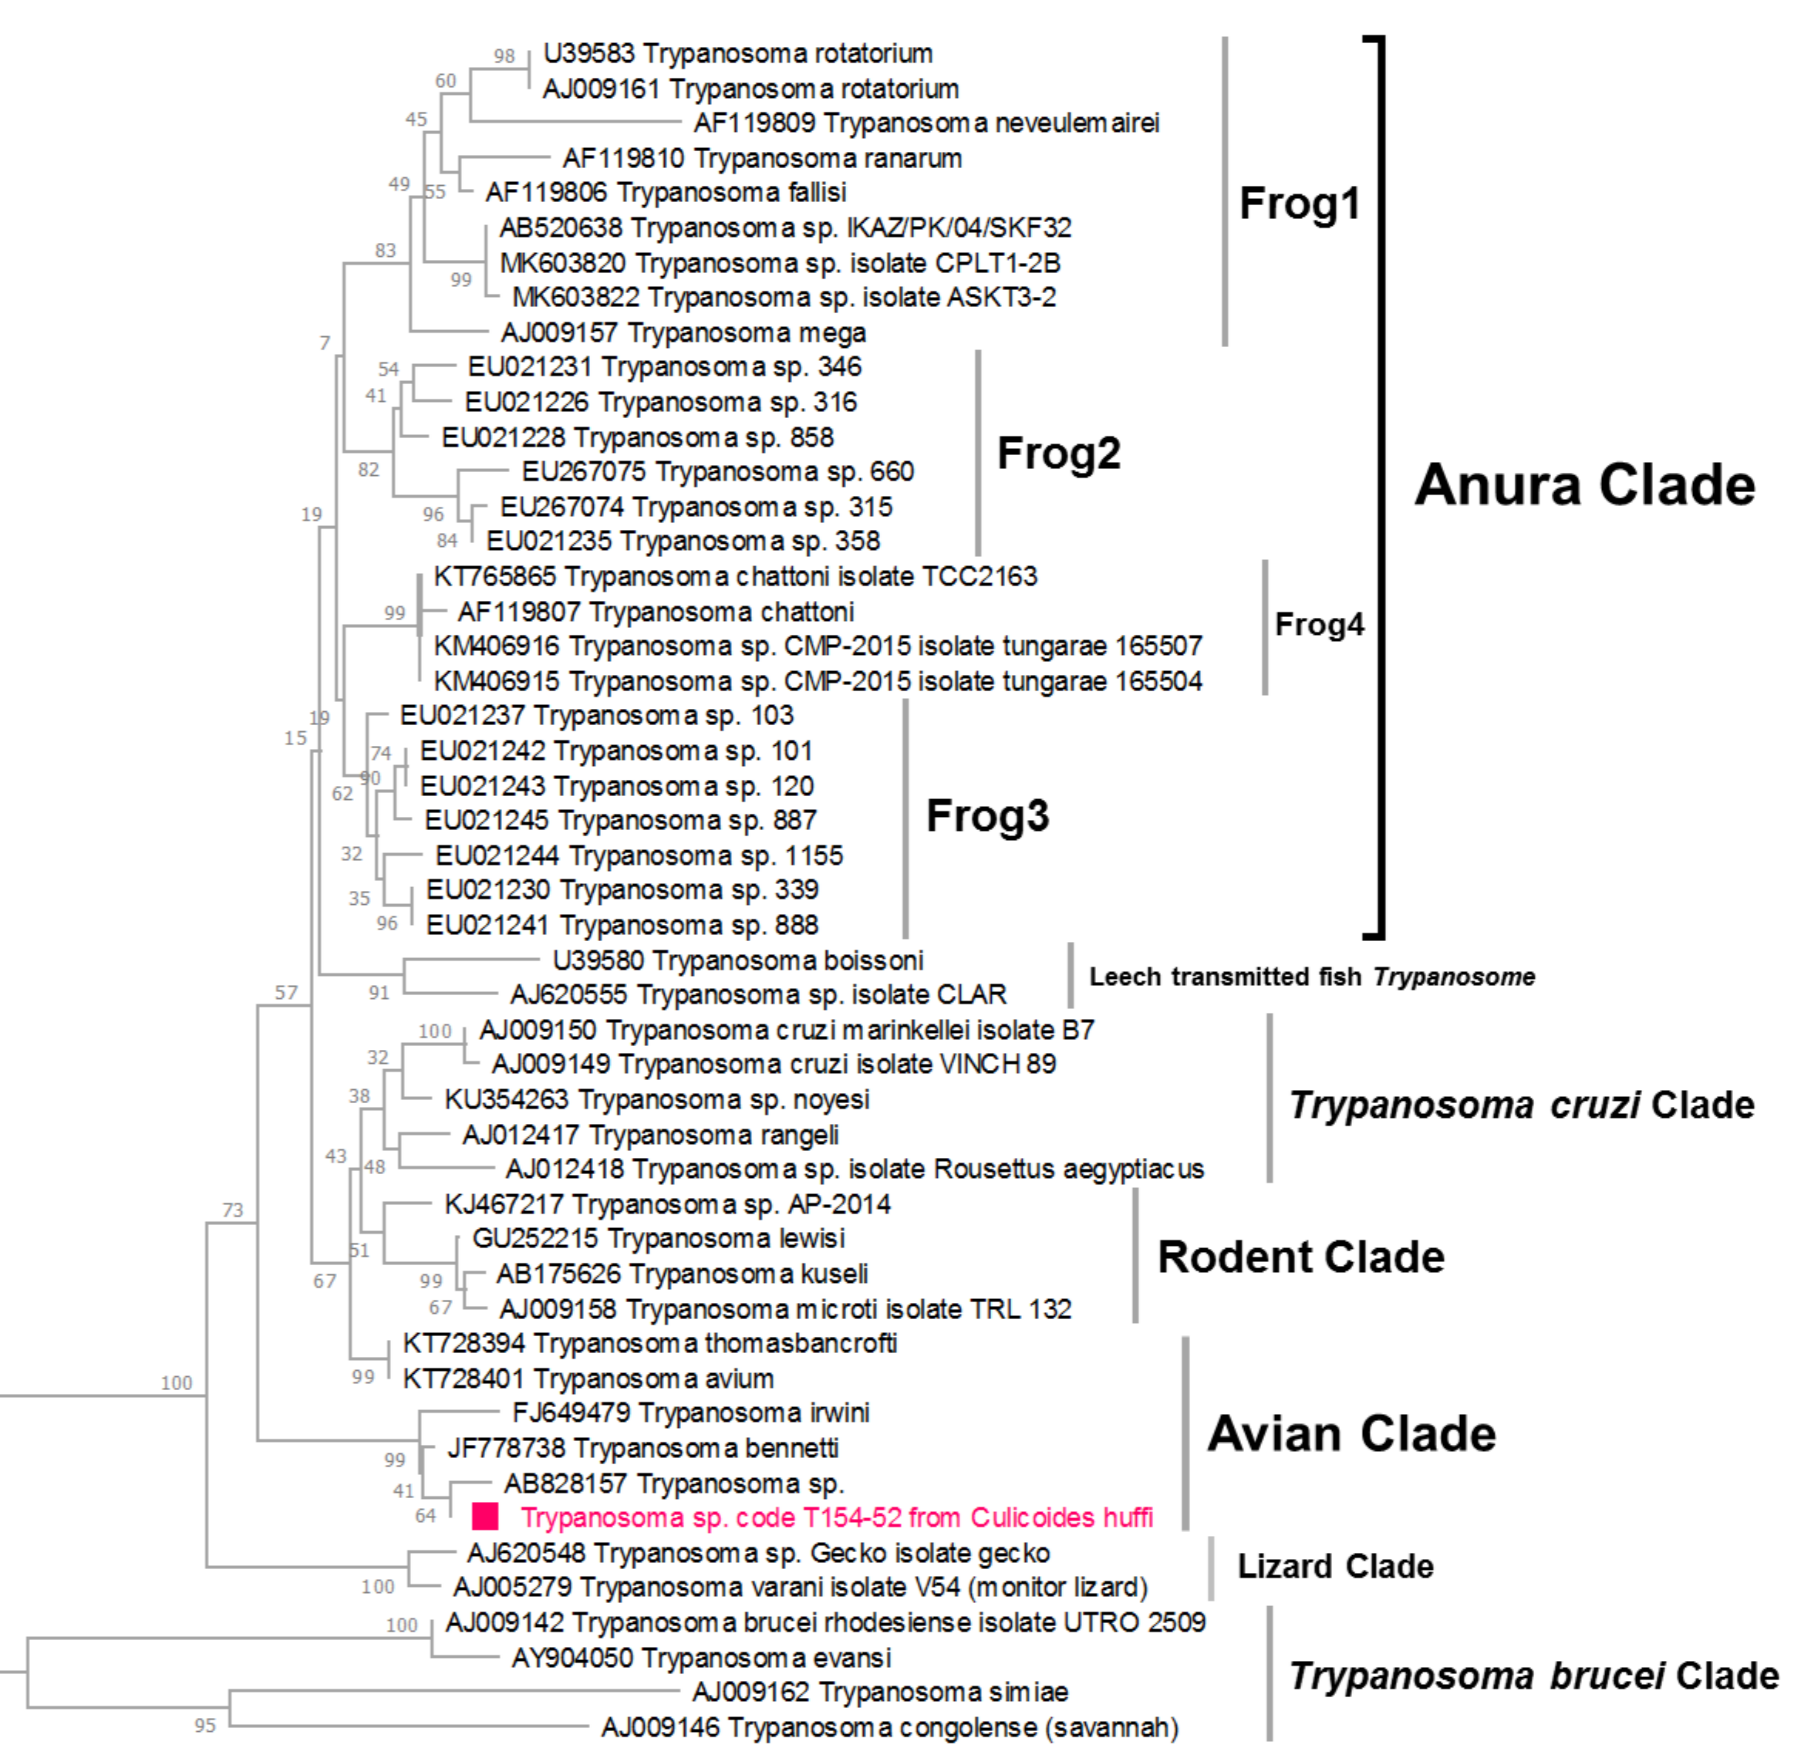 98
U39583 Trypanosoma rotatorium
60
AJ009161 Trypanosoma rotatorium
45
AF119809 Trypanosoma neveulemairei
AF119810 Trypanosoma ranarum
49
55
AF119806 Trypanosoma fallisi
Frog1
AB520638 Trypanosoma sp. IKAZ/PK/04/SKF32
83
MK603820 Trypanosoma sp. isolate CPLT1-2B
99
MK603822 Trypanosoma sp. isolate ASKT3-2
AJ009157 Trypanosoma mega
7
54
EU021231 Trypanosoma sp. 346
41
EU021226 Trypanosoma sp. 316
EU021228 Trypanosoma sp. 858
Frog2
82
EU267075 Trypanosoma sp. 660
Anura Clade
19
96
EU267074 Trypanosoma sp. 315
84
EU021235 Trypanosoma sp. 358
KT765865 Trypanosoma chattoni isolate TCC2163
99
AF119807 Trypanosoma chattoni
Frog4
KM406916 Trypanosoma sp. CMP-2015 isolate tungarae 165507
KM406915 Trypanosoma sp. CMP-2015 isolate tungarae 165504
19
EU021237 Trypanosoma sp. 103
15
74
EU021242 Trypanosoma sp. 101
90
62
EU021243 Trypanosoma sp. 120
EU021245 Trypanosoma sp. 887
Frog3
32
EU021244 Trypanosoma sp. 1155
35
EU021230 Trypanosoma sp. 339
96
EU021241 Trypanosoma sp. 888
U39580 Trypanosoma boissoni
Leech transmitted fish Trypanosome
57
91
AJ620555 Trypanosoma sp. isolate CLAR
100
AJ009150 Trypanosoma cruzi marinkellei isolate B7
32
AJ009149 Trypanosoma cruzi isolate VINCH 89
38
KU354263 Trypanosoma sp. noyesi
Trypanosoma cruzi Clade
AJ012417 Trypanosoma rangeli
43
48
AJ012418 Trypanosoma sp. isolate Rousettus aegyptiacus
73
KJ467217 Trypanosoma sp. AP-2014
51
GU252215 Trypanosoma lewisi
Rodent Clade
67
99
AB175626 Trypanosoma kuseli
67
AJ009158 Trypanosoma microti isolate TRL 132
KT728394 Trypanosoma thomasbancrofti
100
99
KT728401 Trypanosoma avium
FJ649479 Trypanosoma irwini
Avian Clade
99
JF778738 Trypanosoma bennetti
41
AB828157 Trypanosoma sp.
64
Trypanosoma sp. code T154-52 from Culicoides huffi
AJ620548 Trypanosoma sp. Gecko isolate gecko
Lizard Clade
100
AJ005279 Trypanosoma varani isolate V54 (monitor lizard)
100
AJ009142 Trypanosoma brucei rhodesiense isolate UTRO 2509
AY904050 Trypanosoma evansi
Trypanosoma brucei Clade
AJ009162 Trypanosoma simiae
95
AJ009146 Trypanosoma congolense (savannah)